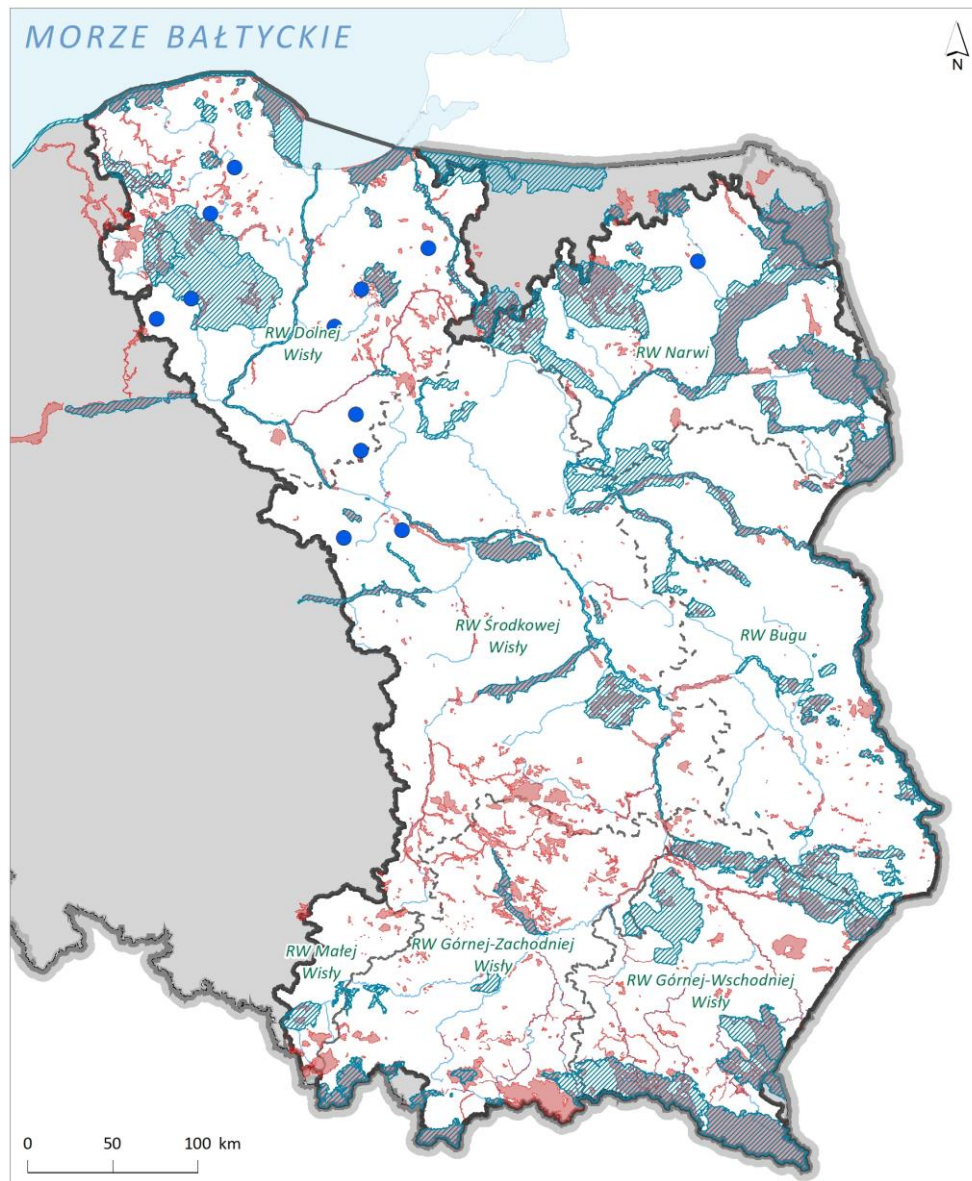 MORZE BAŁTYCKIE
N
RW Dolnej
Wisły
RW Narwi
RW Środkowej
Wisły
RW Bugu
RW Małej
Wisły
RW Górnej-Zachodniej
Wisły
RW Górnej-Wschodniej
Wisły
0 50 100 km